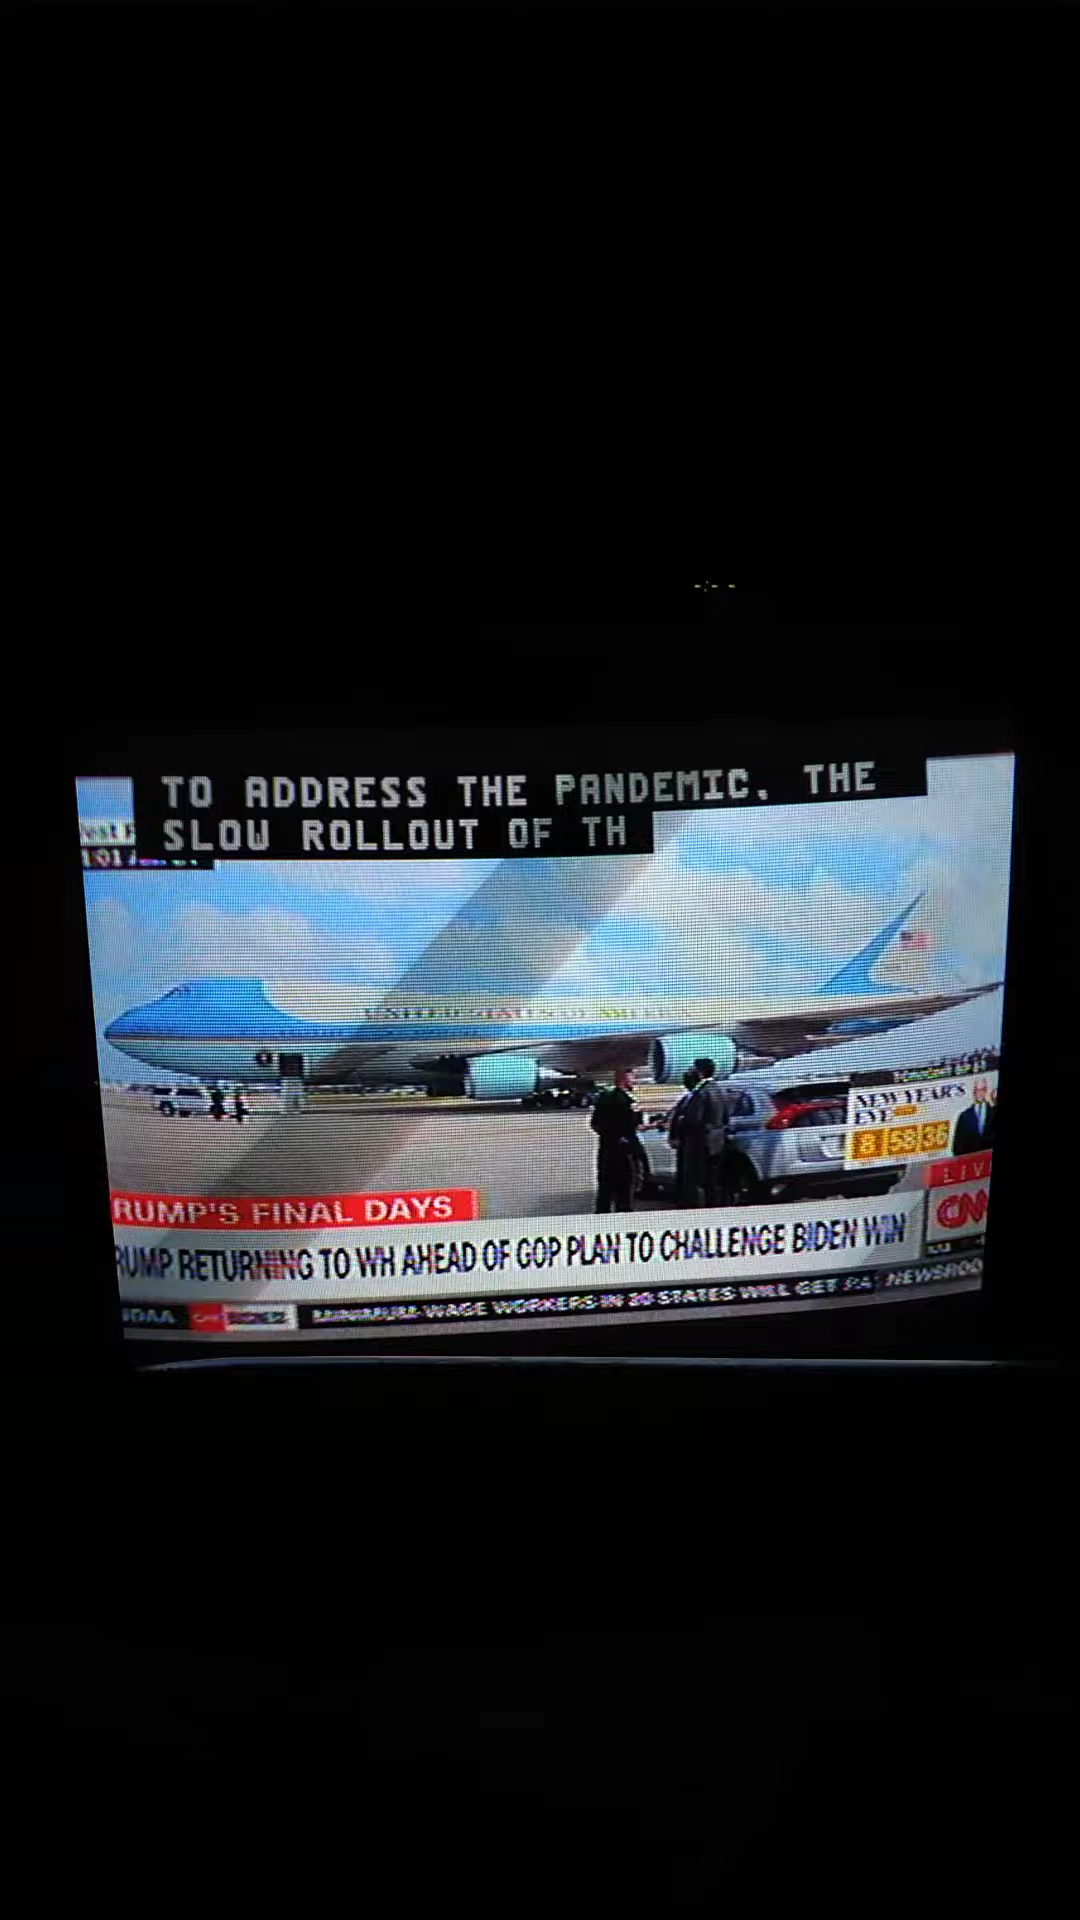 TO ADDRESS THE PANDEMIC. THE
SLOW ROLLOUT OF TH
UNITED STATES OF AMERICA
NEW YEAR'S
EVE
8 58 36
LIV
RUMP'S FINAL DAYS
CNN
RUMP RETURNING TO WH AHEAD OF GOP PLAN TO CHALLENGE BIDEN WIN
MINIMUM WAGE WORKERS IN 20 STATES WILL GET PA
NEWSROO